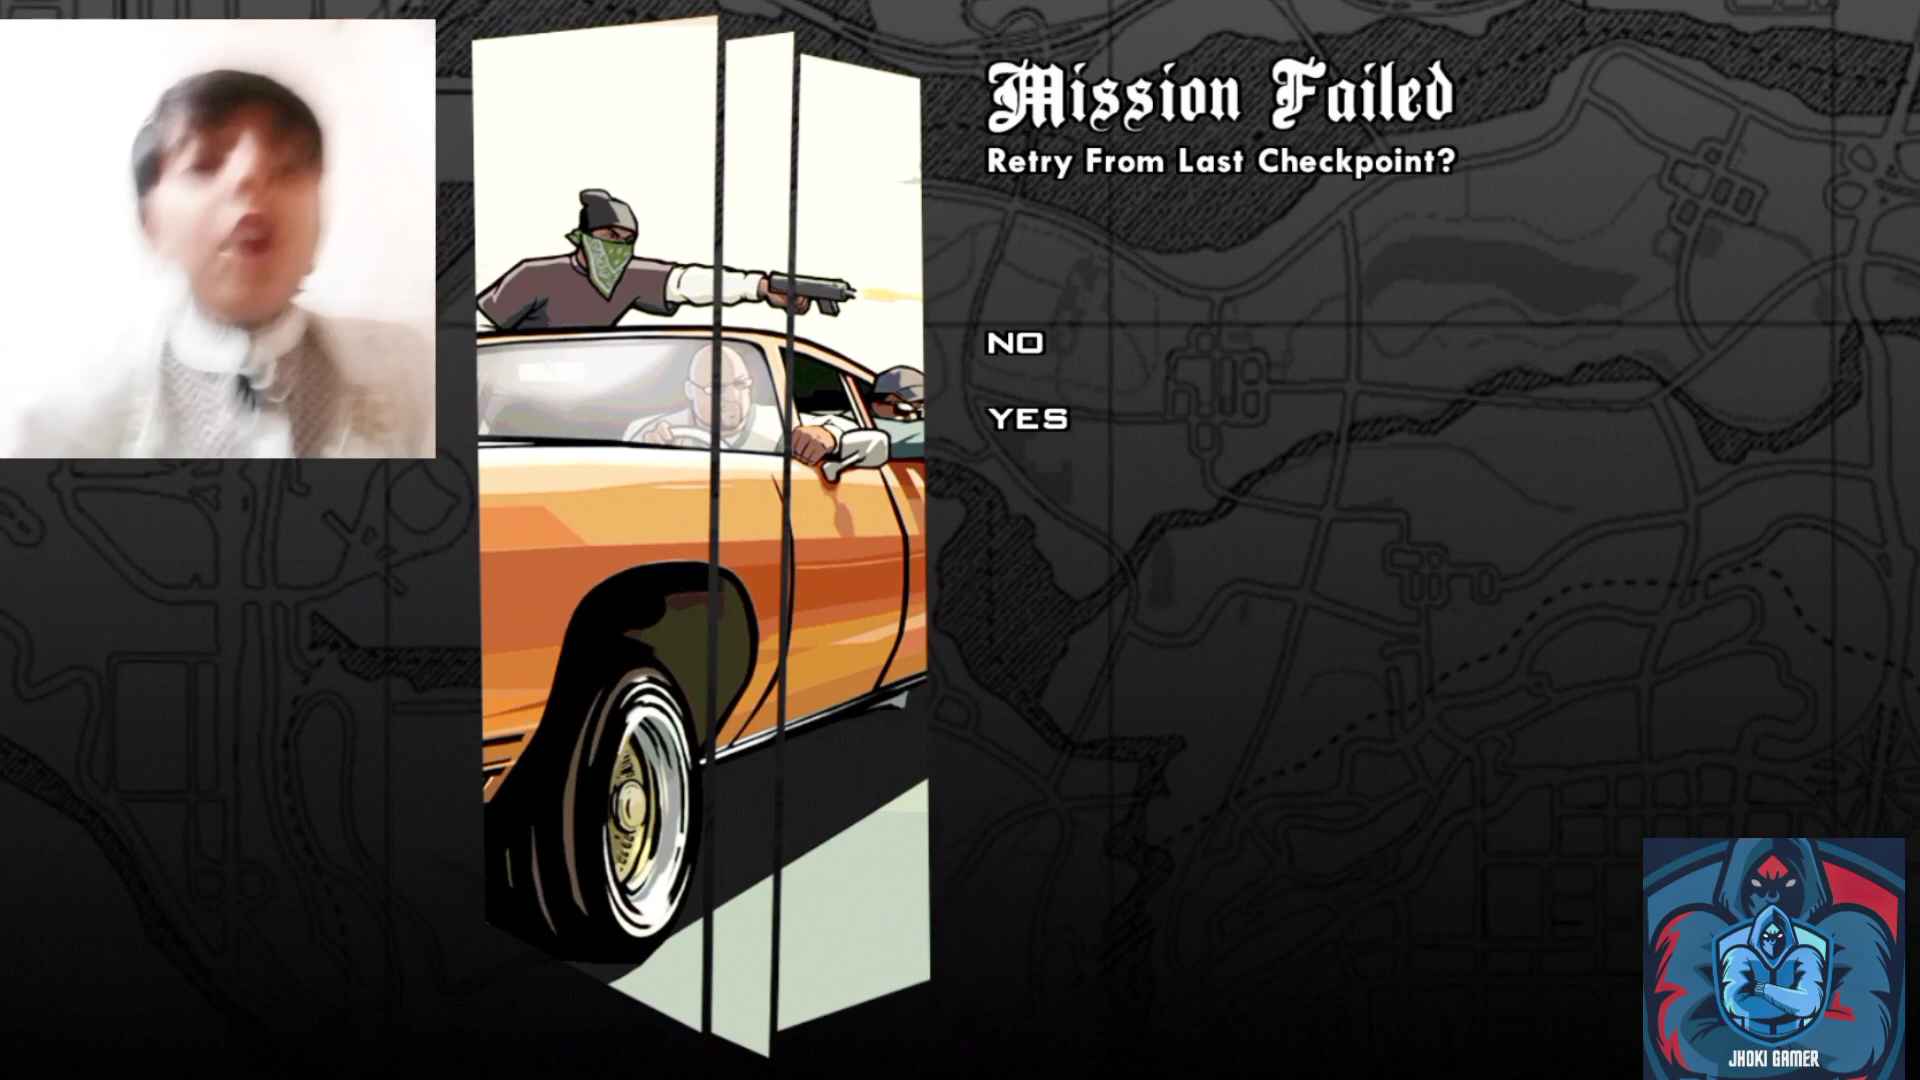 Mission Failed
Retry From Last Checkpoint?
NO
YES
JHOKI GAMER